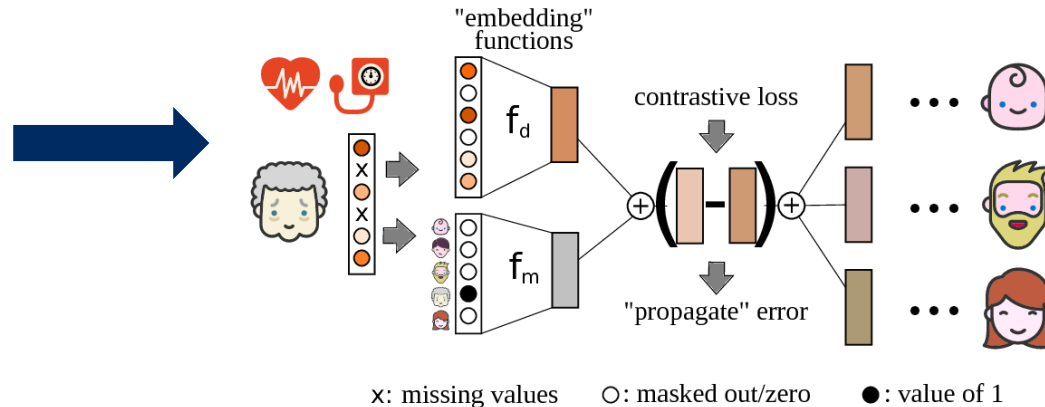 "embedding"
functions
f_d
x
x
f_m
contrastive loss
"propagate" error
x: missing values
: masked out/zero
: value of 1